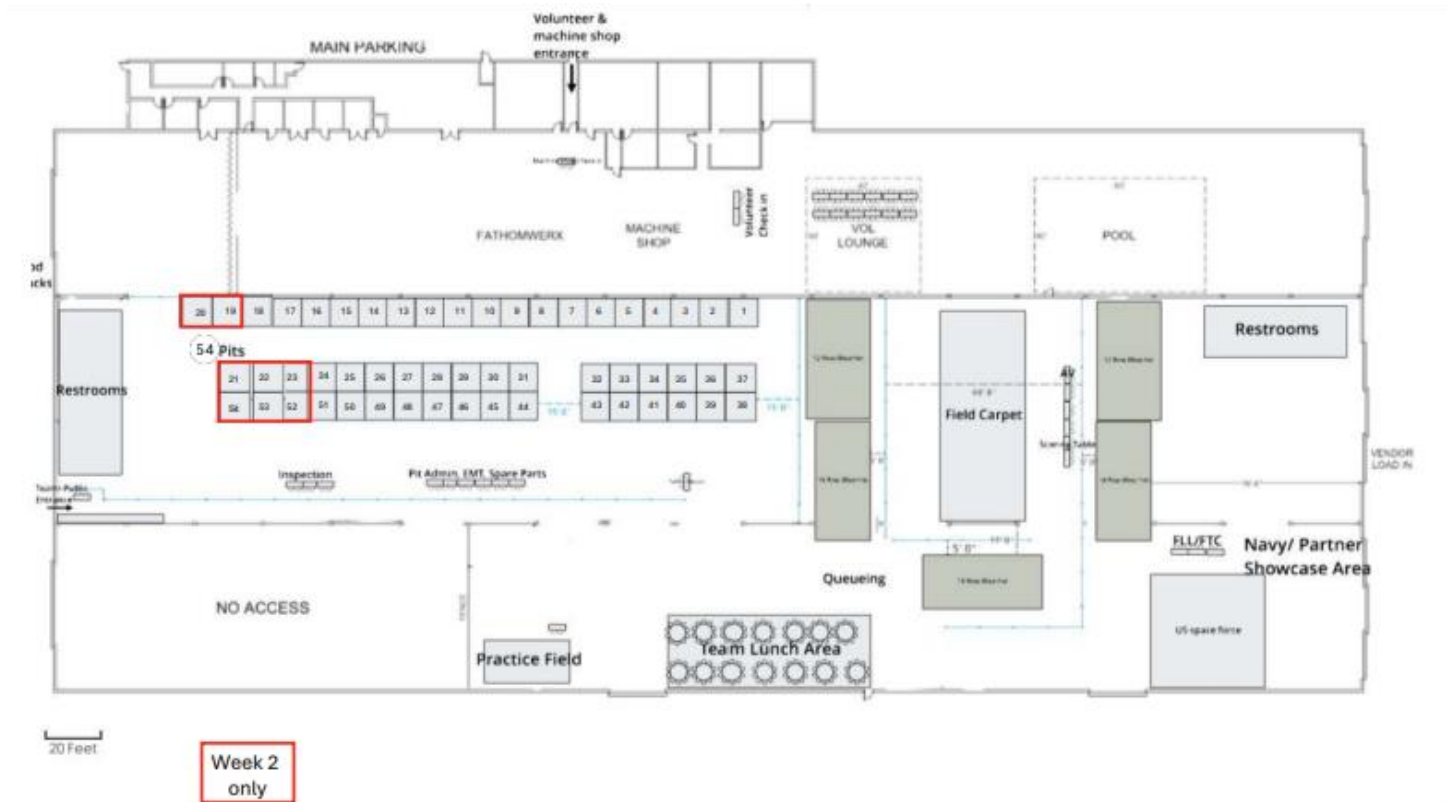 Volunteer &
machine shop
entrance
MAIN PARKING
Volunteer
Check in
FATHOMWERX
MACHINE
SHOP
VOL
LOUNGE
POOL
20 19 18 17 16 15 14 13 12 11 10 9 8 7 6 5 4 3 2 1
54 Pits
21 22 23 24 25 26 27 28 29 30 31 32 33 34 35 36 37
54 53 52 51 50 49 48 47 46 45 44 43 42 41 40 39 38
Restrooms
Restrooms
AV
Field Carpet
VENDOR
LOAD IN
Inspection
Pit Admin, EMT, Spare Parts
Entrance
5' 0"
FLL/FTC
Navy/ Partner
Showcase Area
Queueing
NO ACCESS
US space force
Practice Field
Team Lunch Area
20 Feet
Week 2
only